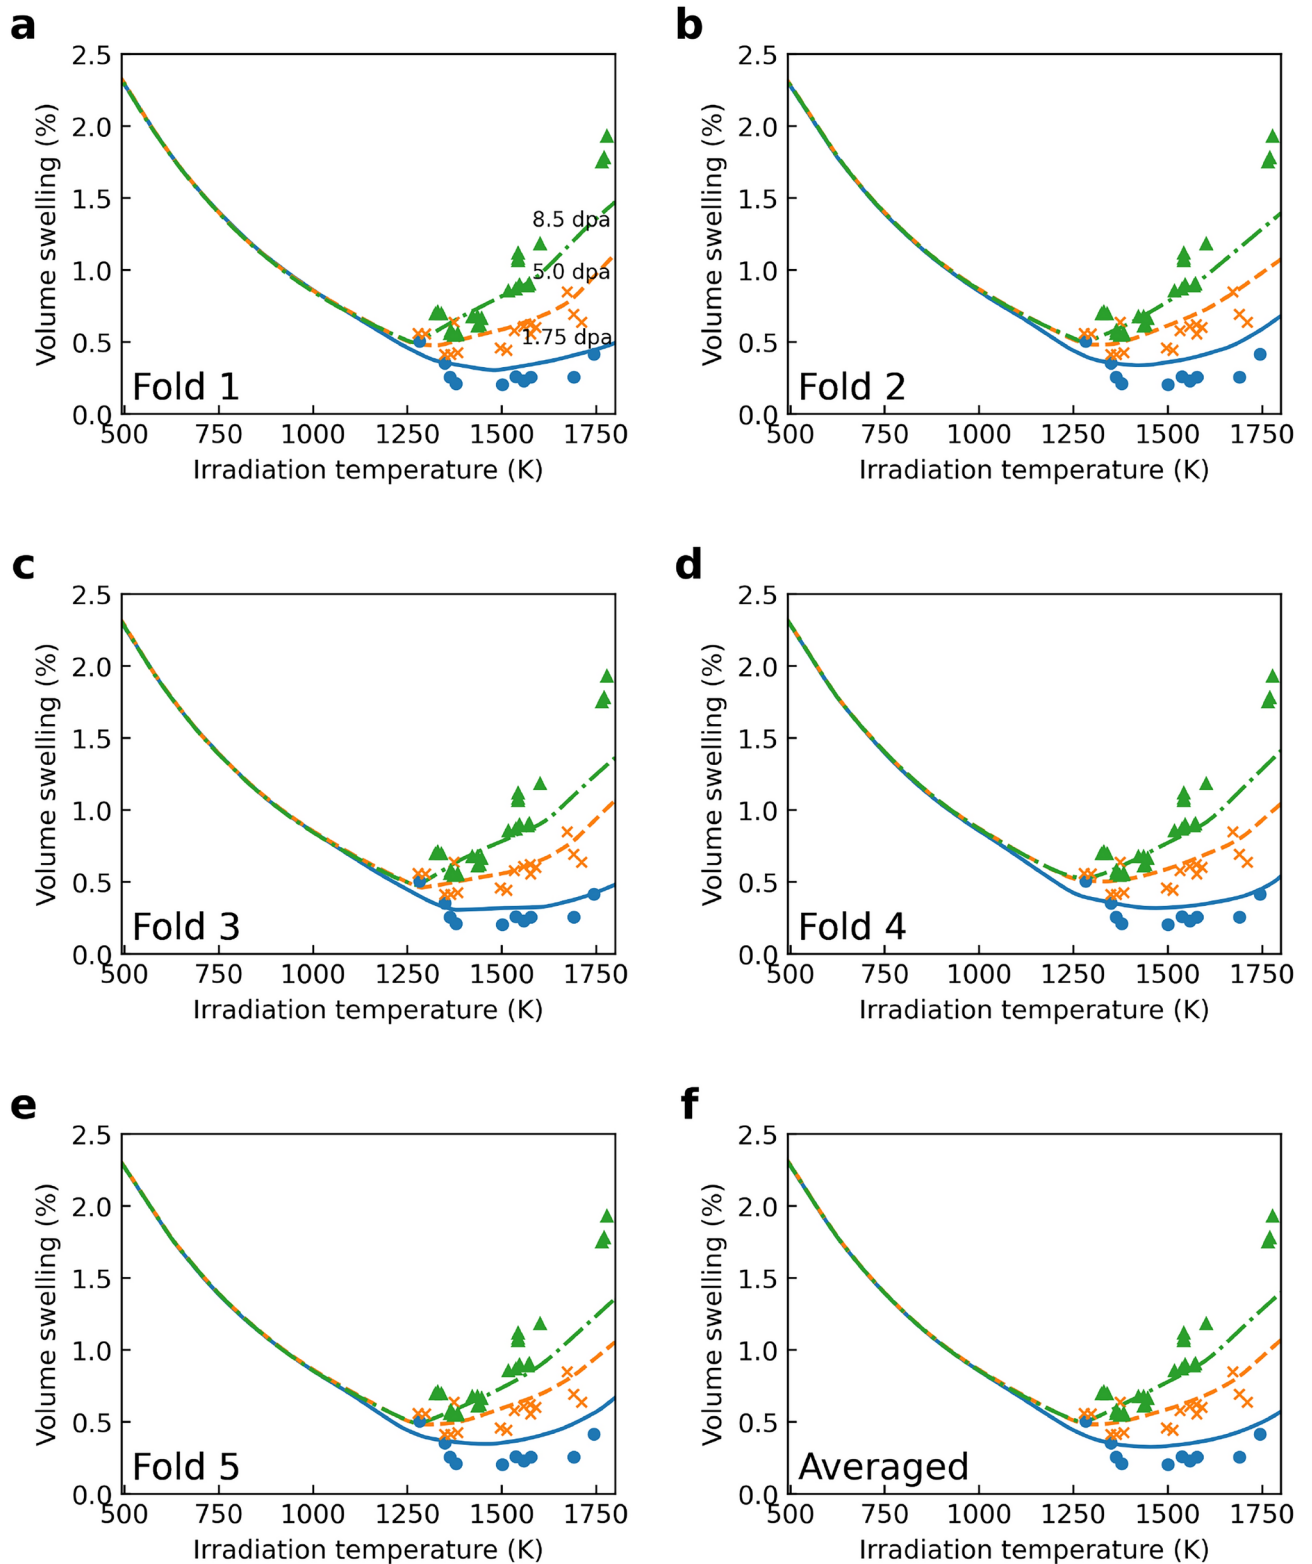 a
2.5
2.0
1.5
1.0
0.5
0.0
Volume swelling (%)
8.5 dpa
5.0 dpa
1.75 dpa
Fold 1
500 750 1000 1250 1500 1750
Irradiation temperature (K)
b
2.5
2.0
1.5
1.0
0.5
0.0
Volume swelling (%)
Fold 2
500 750 1000 1250 1500 1750
Irradiation temperature (K)
c
2.5
2.0
1.5
1.0
0.5
0.0
Volume swelling (%)
Fold 3
500 750 1000 1250 1500 1750
Irradiation temperature (K)
d
2.5
2.0
1.5
1.0
0.5
0.0
Volume swelling (%)
Fold 4
500 750 1000 1250 1500 1750
Irradiation temperature (K)
e
2.5
2.0
1.5
1.0
0.5
0.0
Volume swelling (%)
Fold 5
500 750 1000 1250 1500 1750
Irradiation temperature (K)
f
2.5
2.0
1.5
1.0
0.5
0.0
Volume swelling (%)
Averaged
500 750 1000 1250 1500 1750
Irradiation temperature (K)